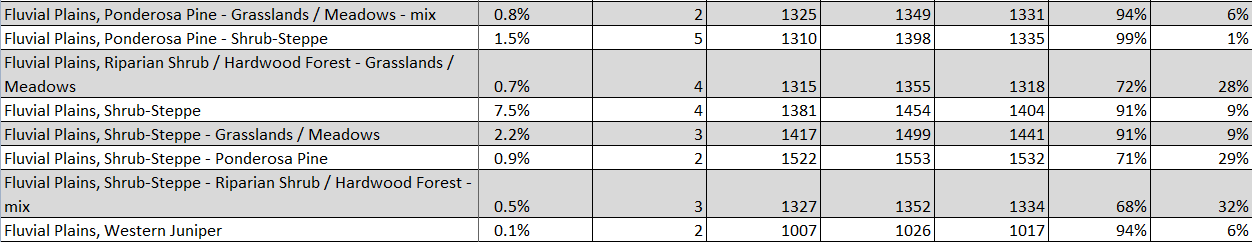 Fluvial Plains, Ponderosa Pine - Grasslands / Meadows - mix 0.8% 2 1325 1349 1331 94% 6%
Fluvial Plains, Ponderosa Pine - Shrub-Steppe 1.5% 5 1310 1398 1335 99% 1%
Fluvial Plains, Riparian Shrub / Hardwood Forest - Grasslands /
Meadows 0.7% 4 1315 1355 1318 72% 28%
Fluvial Plains, Shrub-Steppe 7.5% 4 1381 1454 1404 91% 9%
Fluvial Plains, Shrub-Steppe - Grasslands / Meadows 2.2% 3 1417 1499 1441 91% 9%
Fluvial Plains, Shrub-Steppe - Ponderosa Pine 0.9% 2 1522 1553 1532 71% 29%
Fluvial Plains, Shrub-Steppe - Riparian Shrub / Hardwood Forest -
mix 0.5% 3 1327 1352 1334 68% 32%
Fluvial Plains, Western Juniper 0.1% 2 1007 1026 1017 94% 6%